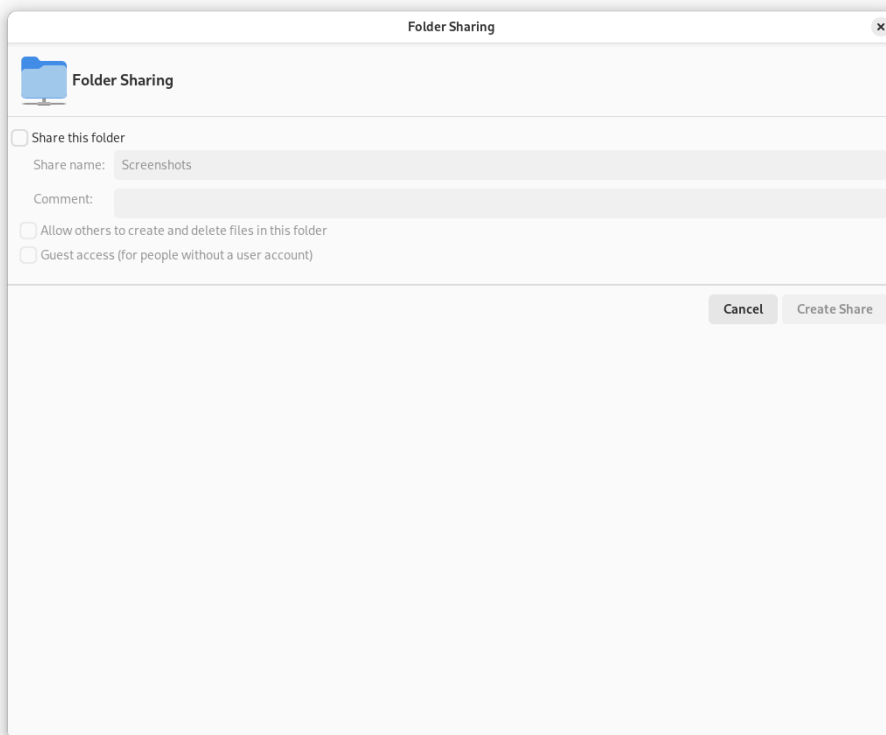 Folder Sharing
Folder Sharing
Share this folder
Share name: Screenshots
Comment:
Allow others to create and delete files in this folder
Guest access (for people without a user account)
Cancel Create Share